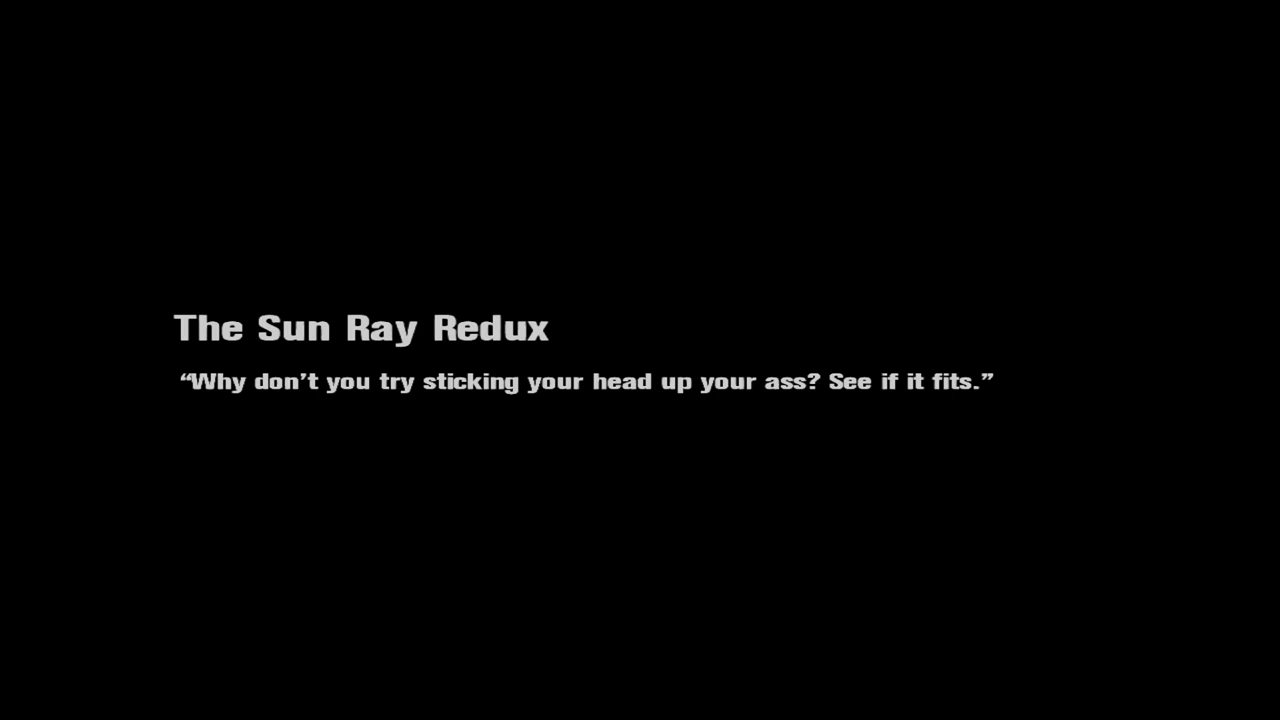 The Sun Ray Redux
“Why don’t you try sticking your head up your ass? See if it fits.”